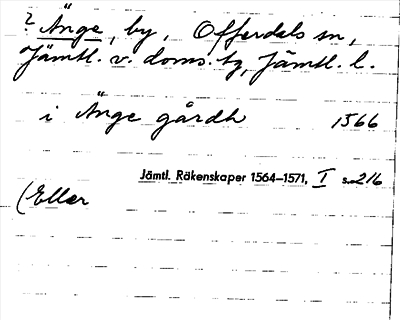 ? Änge, by, Offerdals sn,
Jämtl. v. doms. tg, Jämtl. l.
i Änge gårdh 1566
Jämtl. Räkenskaper 1564–1571, I s. 216
(Eller